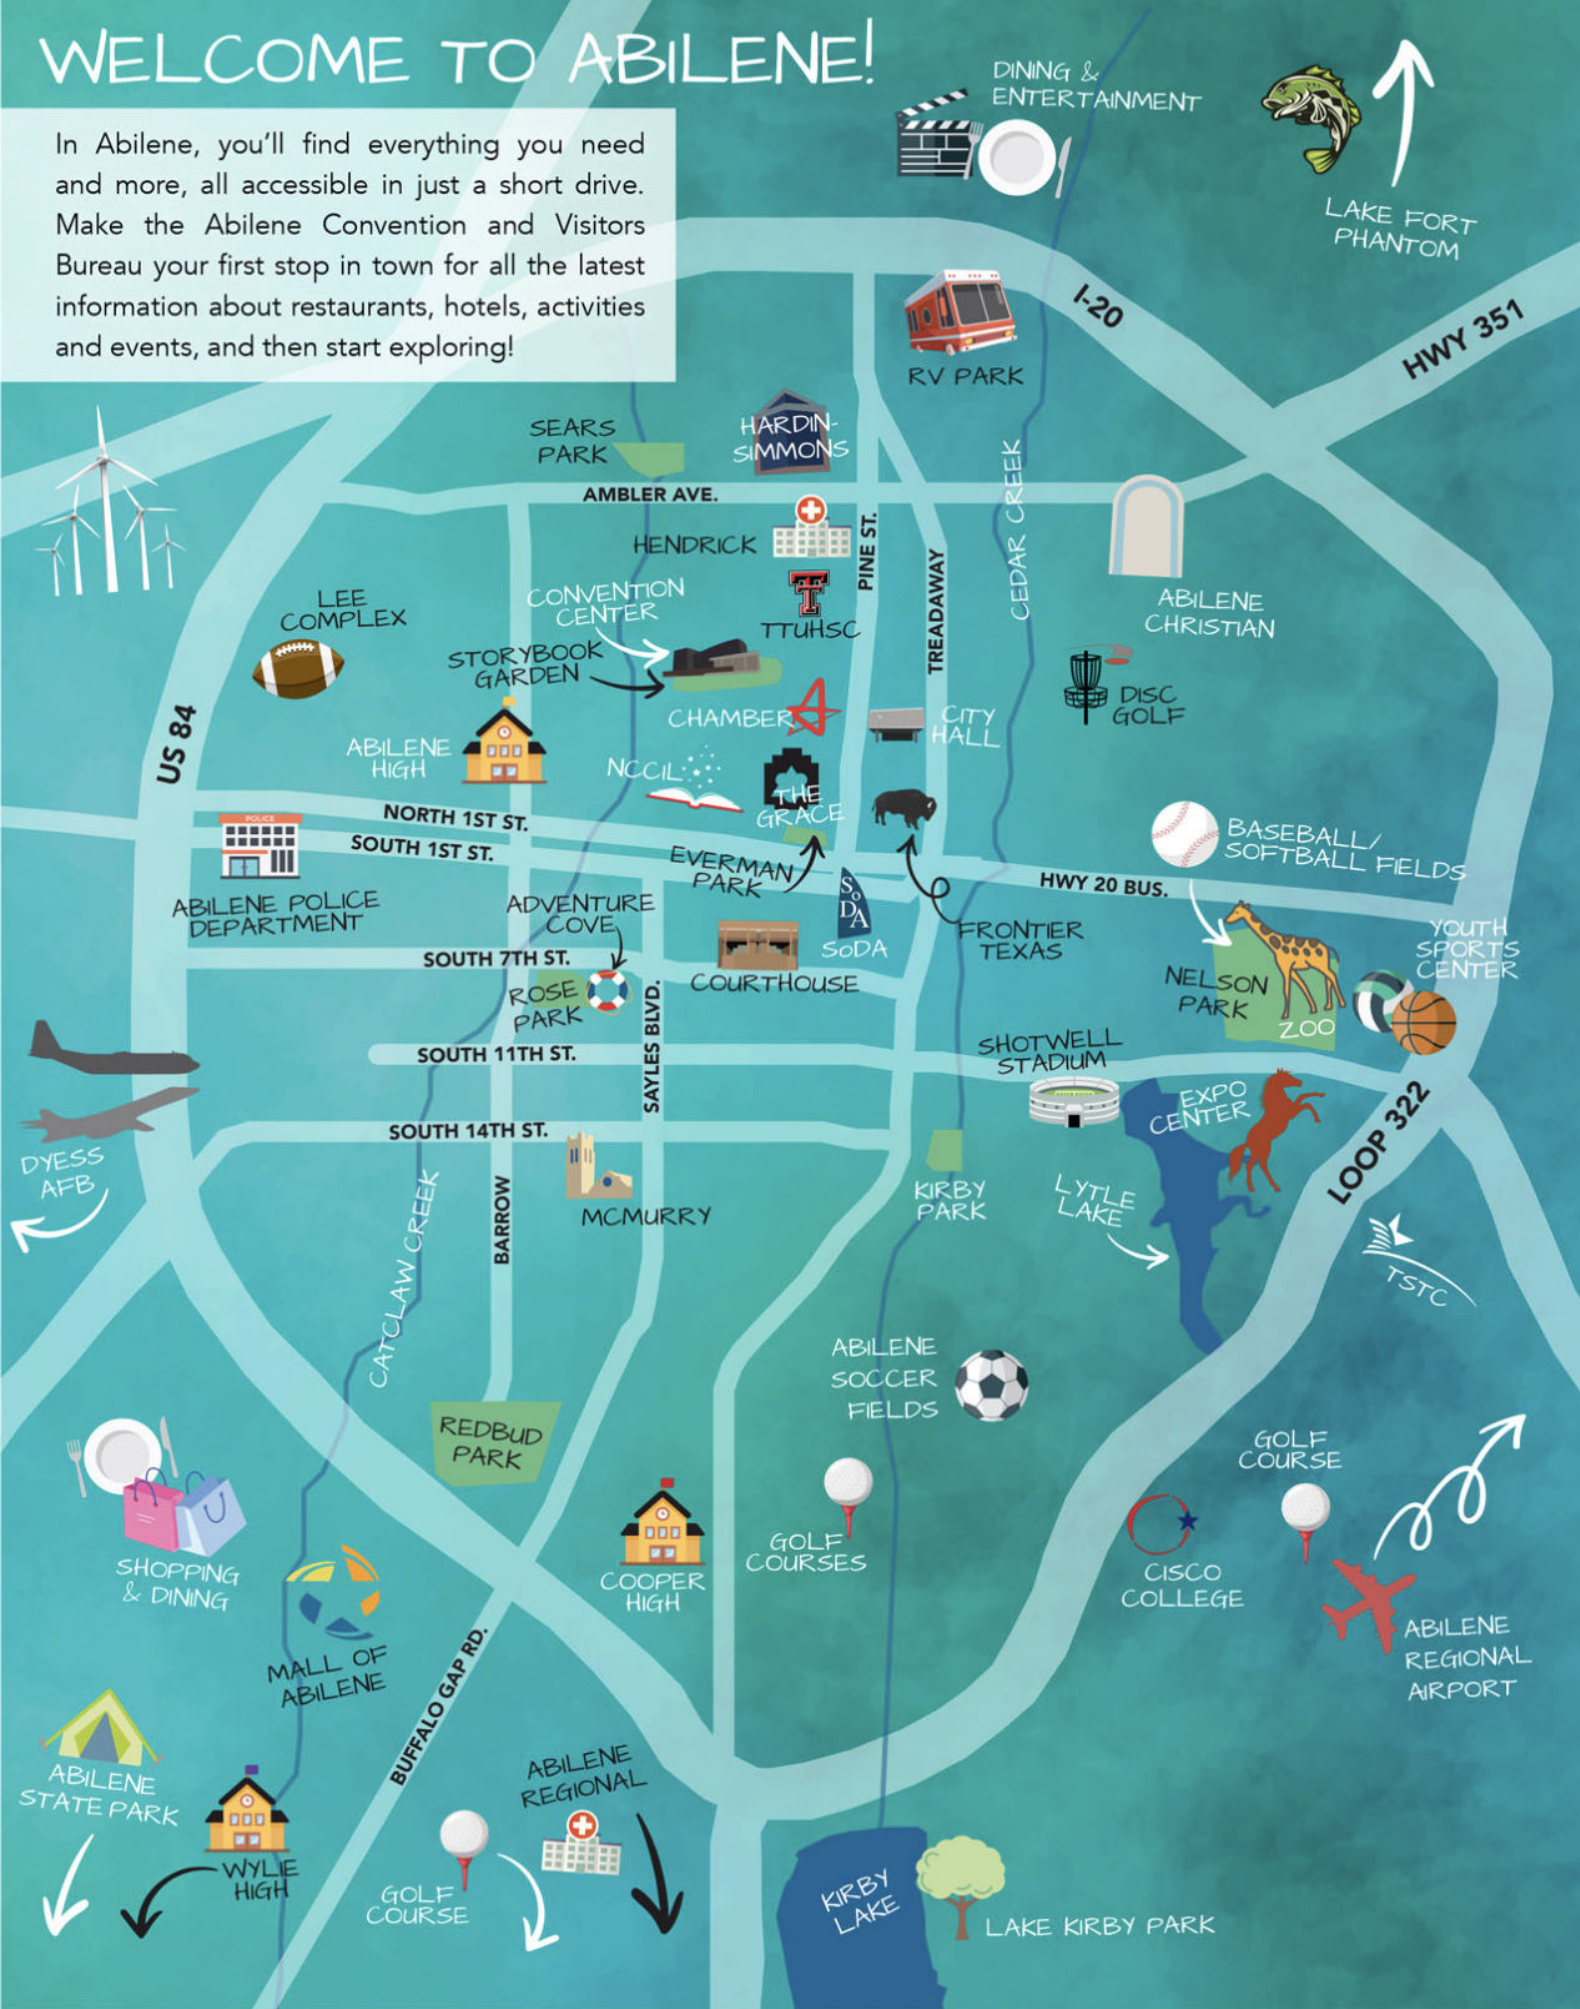 WELCOME TO ABILENE!
In Abilene, you'll find everything you need
and more, all accessible in just a short drive.
Make the Abilene Convention and Visitors
Bureau your first stop in town for all the latest
information about restaurants, hotels, activities
and events, and then start exploring!
DINING &
ENTERTAINMENT
LAKE FORT
PHANTOM
I-20
HWY 351
RV PARK
SEARS
PARK
HARDIN-
SIMMONS
AMBLER AVE.
HENDRICK
PINE ST.
TREADAWAY
CEDAR CREEK
ABILENE
CHRISTIAN
LEE
COMPLEX
CONVENTION
CENTER
TTUHSC
STORYBOOK
GARDEN
DISC
GOLF
CHAMBER
CITY
HALL
US 84
ABILENE
HIGH
NCCIL
THE
GRACE
NORTH 1ST ST.
SOUTH 1ST ST.
POLICE
ABILENE POLICE
DEPARTMENT
EVERMAN
PARK
BASEBALL/
SOFTBALL FIELDS
HWY 20 BUS.
ADVENTURE
COVE
SoDA
SoDA
FRONTIER
TEXAS
YOUTH
SPORTS
CENTER
SOUTH 7TH ST.
COURTHOUSE
NELSON
PARK
ZOO
ROSE
PARK
SAYLES BLVD.
SOUTH 11TH ST.
SHOTWELL
STADIUM
EXPO
CENTER
LOOP 322
SOUTH 14TH ST.
DYESS
AFB
CATCLAW CREEK
BARROW
MCMURRY
KIRBY
PARK
LYTLE
LAKE
TSTC
ABILENE
SOCCER
FIELDS
REDBUD
PARK
GOLF
COURSE
GOLF
COURSES
COOPER
HIGH
CISCO
COLLEGE
SHOPPING
& DINING
MALL OF
ABILENE
ABILENE
REGIONAL
AIRPORT
BUFFALO GAP RD.
ABILENE
STATE PARK
ABILENE
REGIONAL
WYLIE
HIGH
GOLF
COURSE
KIRBY
LAKE
LAKE KIRBY PARK